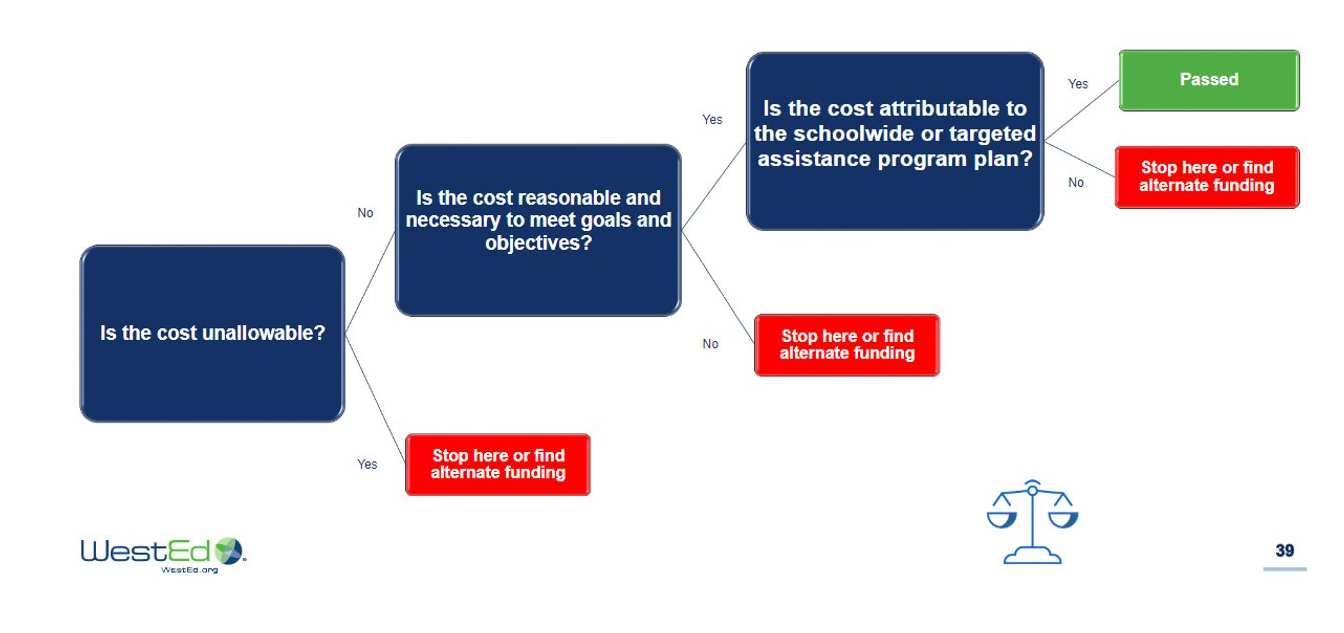 Is the cost unallowable?
No
Yes
Is the cost reasonable and
necessary to meet goals and
objectives?
Stop here or find
alternate funding
Yes
No
Is the cost attributable to
the schoolwide or targeted
assistance program plan?
Stop here or find
alternate funding
Yes
No
Passed
Stop here or find
alternate funding
WestEd
WestEd.org
39